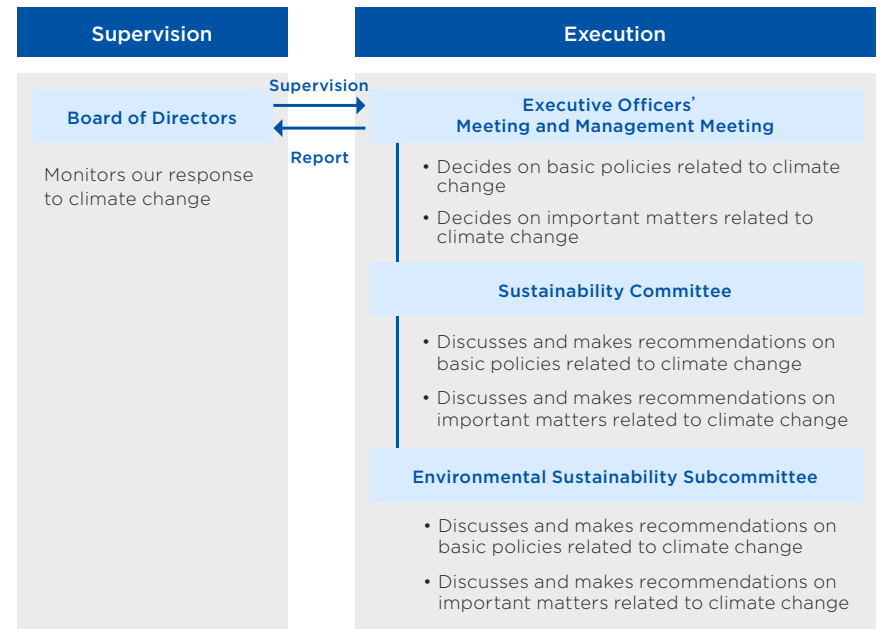 Supervision
Execution
Supervision
Board of Directors
Report
Monitors our response
to climate change
Executive Officers’
Meeting and Management Meeting
• Decides on basic policies related to climate
change
• Decides on important matters related to
climate change
Sustainability Committee
• Discusses and makes recommendations on
basic policies related to climate change
• Discusses and makes recommendations on
important matters related to climate change
Environmental Sustainability Subcommittee
• Discusses and makes recommendations on
basic policies related to climate change
• Discusses and makes recommendations on
important matters related to climate change